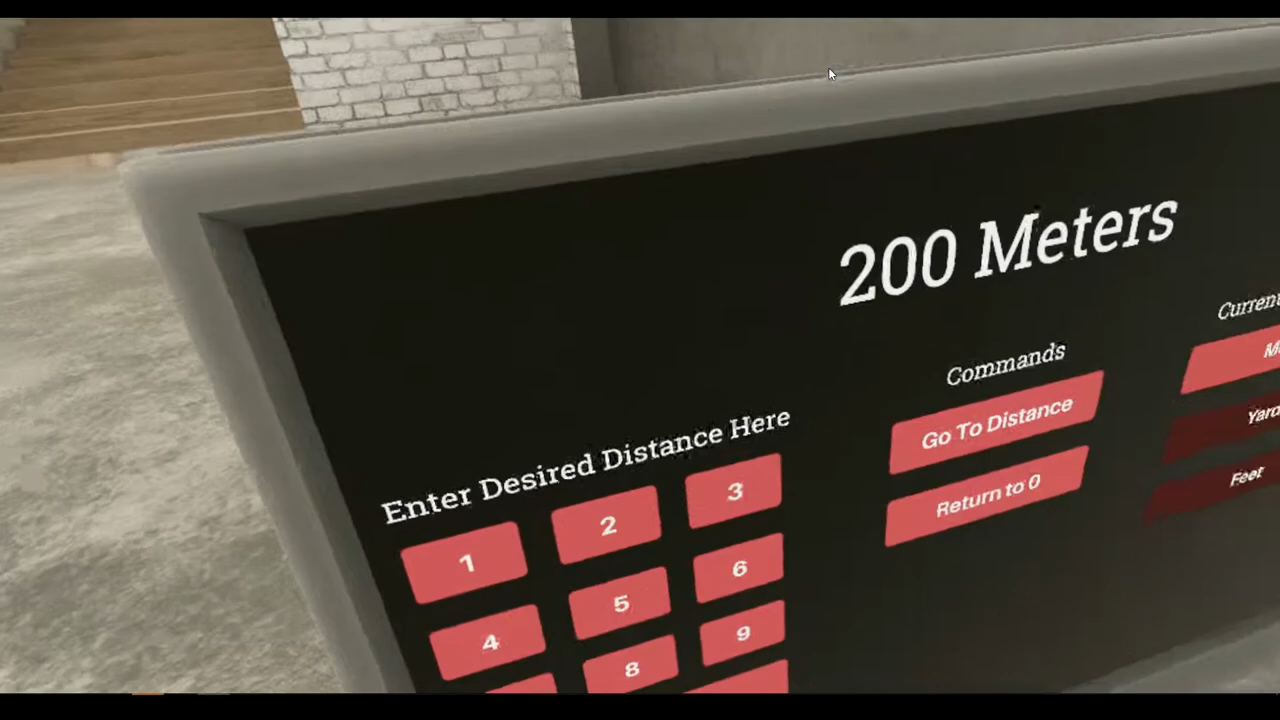 200 Meters
Enter Desired Distance Here
1
2
3
4
5
6
8
9
Commands
Go To Distance
Return to 0
Current
Feet